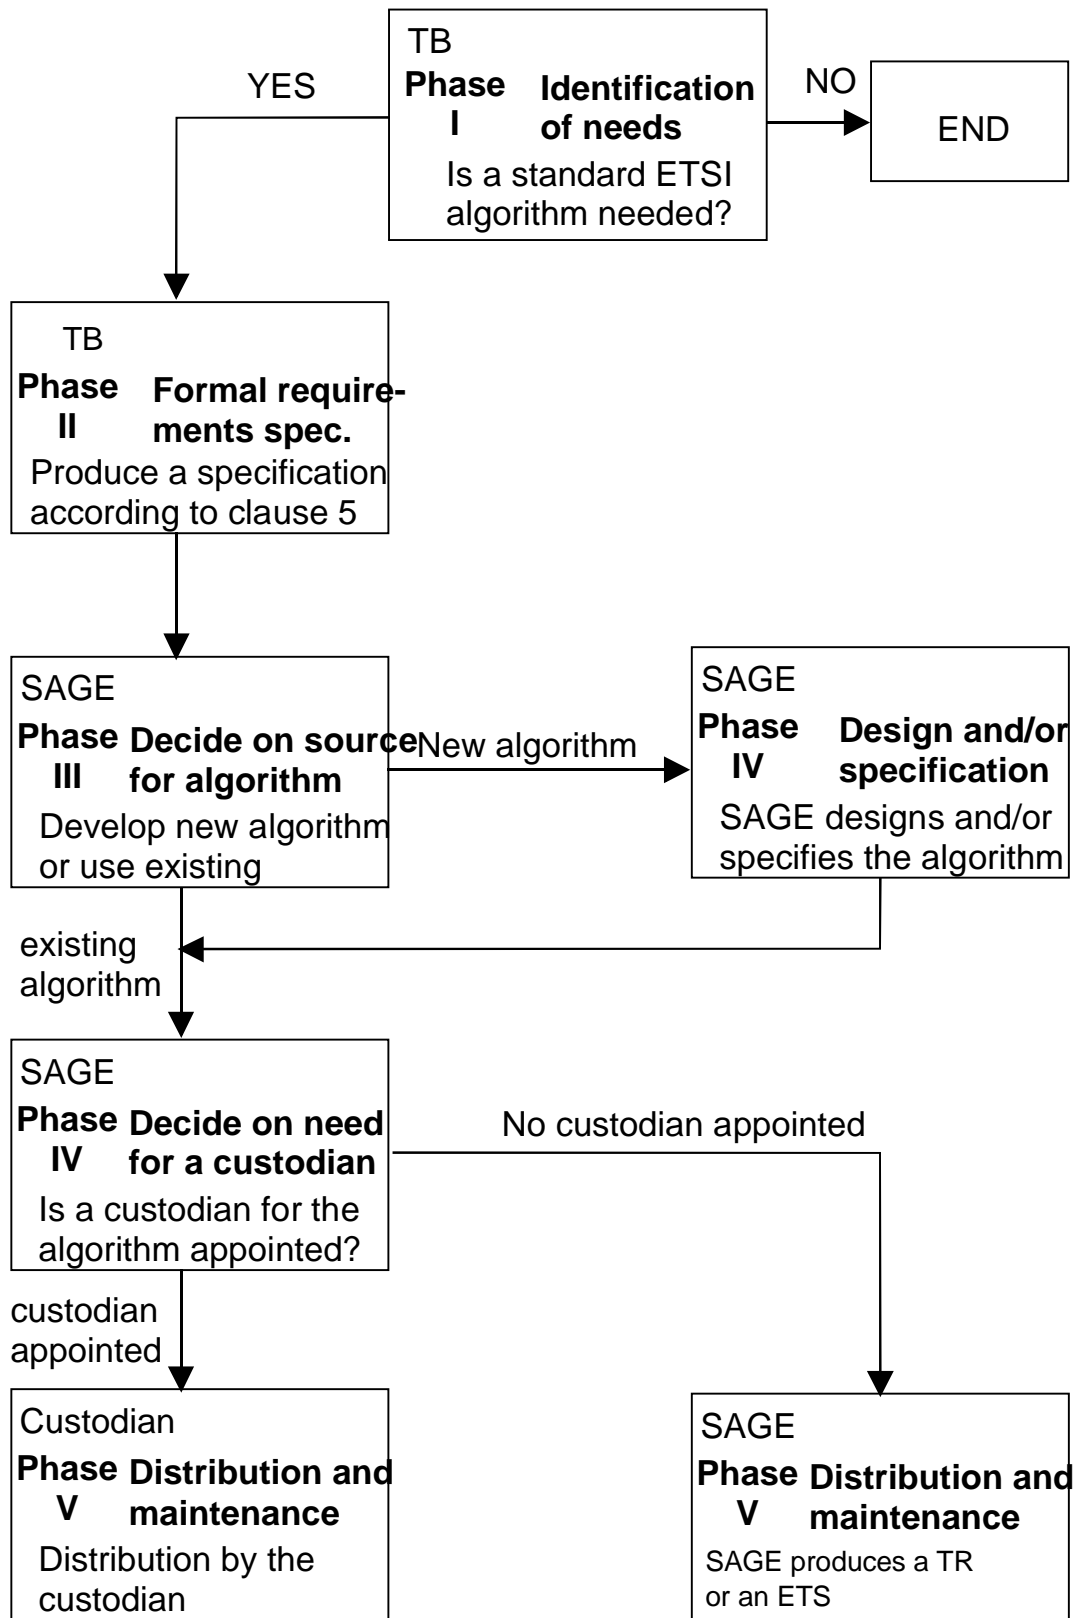 TB
Phase
I
Identification
of needs
Is a standard ETSI
algorithm needed?
YES
NO
END
TB
Phase
II
Formal require-
ments spec.
Produce a specification
according to clause 5
SAGE
Phase
III
Decide on source
for algorithm
Develop new algorithm
or use existing
New algorithm
SAGE
Phase
IV
Design and/or
specification
SAGE designs and/or
specifies the algorithm
existing
algorithm
SAGE
Phase
IV
Decide on need
for a custodian
Is a custodian for the
algorithm appointed?
No custodian appointed
custodian
appointed
Custodian
Phase
V
Distribution and
maintenance
Distribution by the
custodian
SAGE
Phase
V
Distribution and
maintenance
SAGE produces a TR
or an ETS